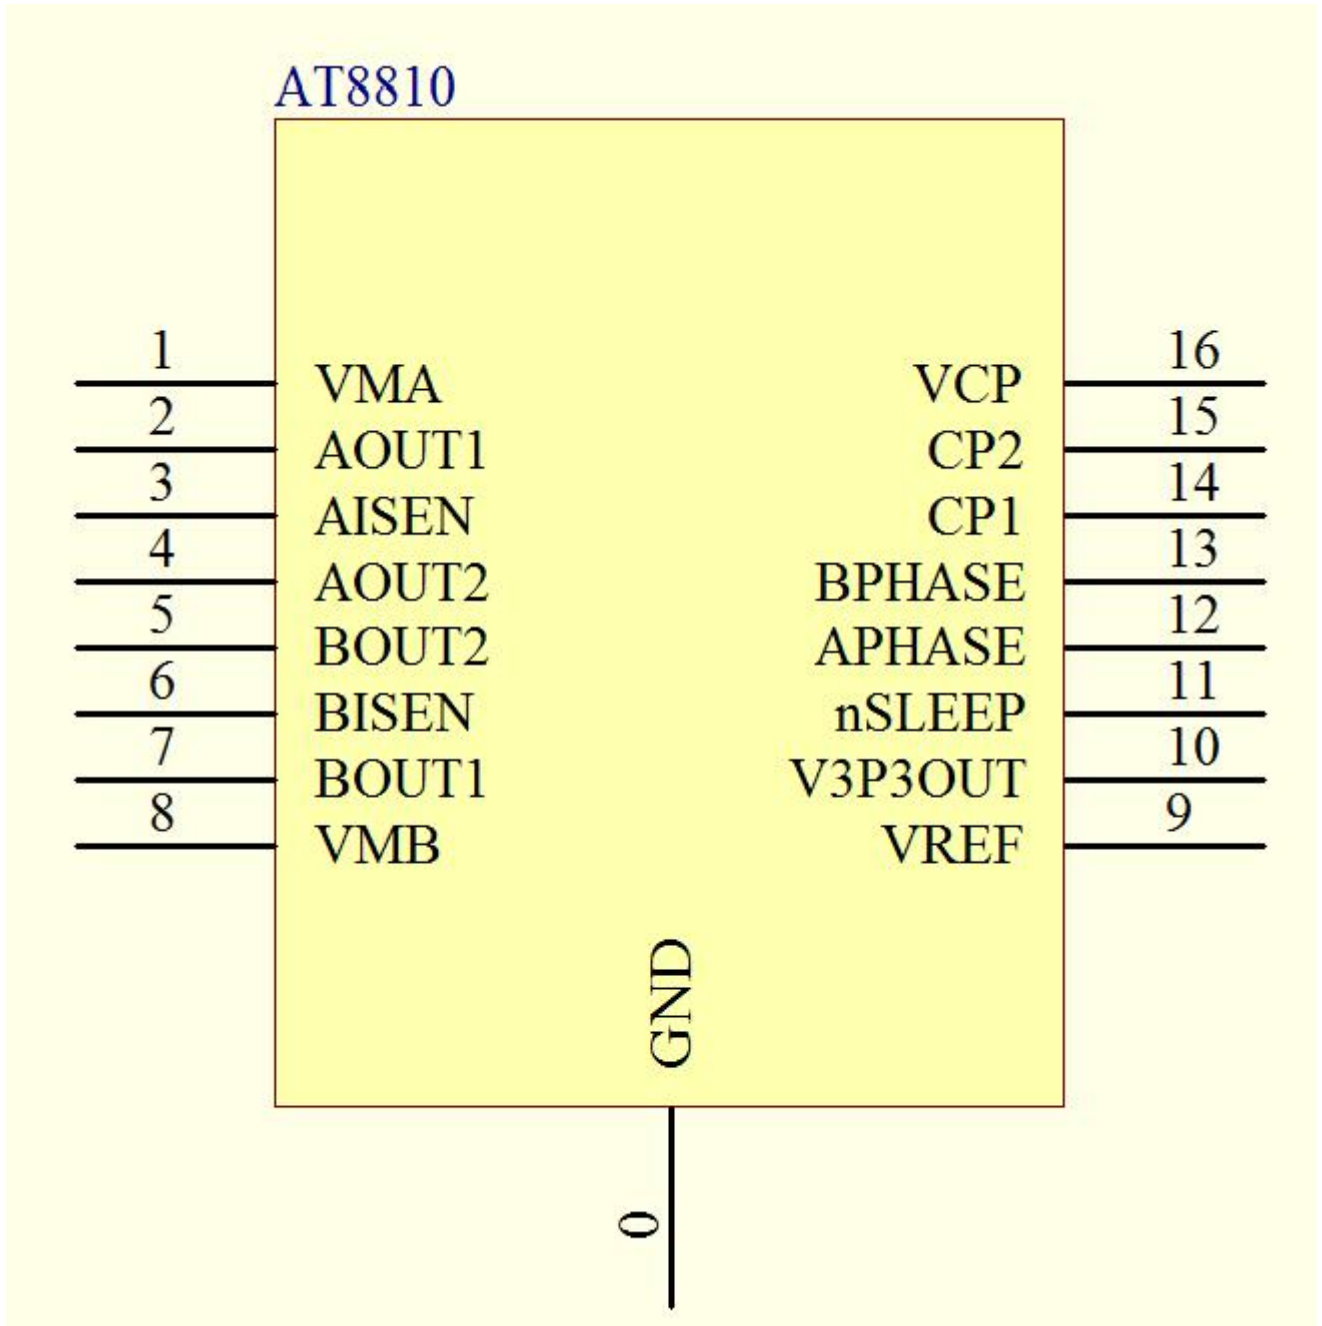 AT8810
1 VMA VCP 16
2 AOUT1 CP2 15
3 AISEN CP1 14
4 AOUT2 BPHASE 13
5 BOUT2 APHASE 12
6 BISEN nSLEEP 11
7 BOUT1 V3P3OUT 10
8 VMB VREF 9
GND
0